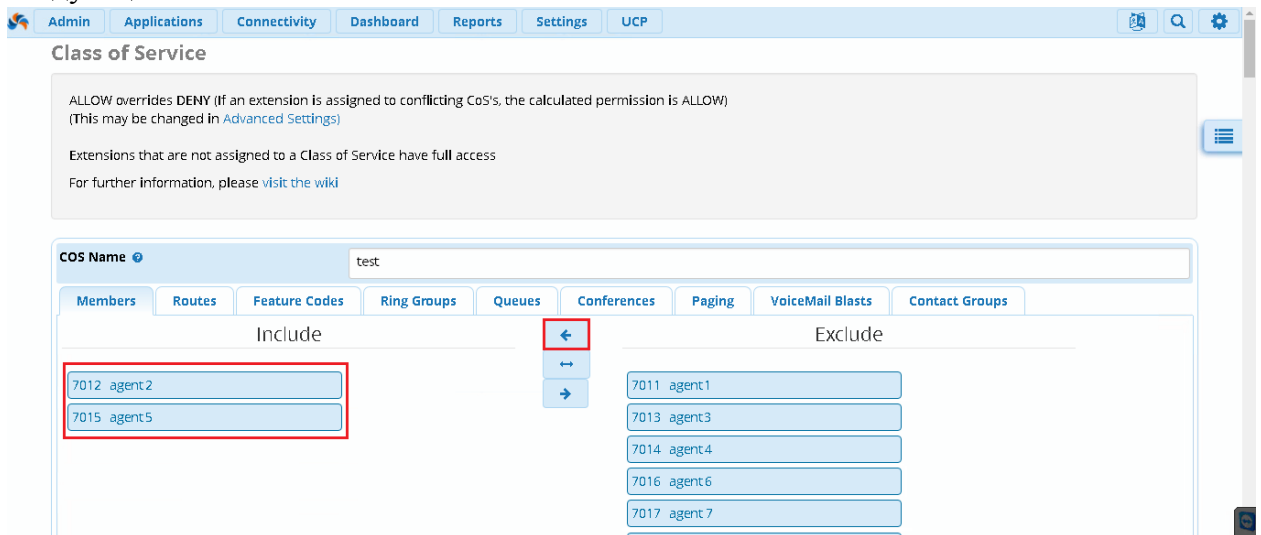 Admin Applications Connectivity Dashboard Reports Settings UCP
Class of Service
ALLOW overrides DENY (If an extension is assigned to conflicting CoS's, the calculated permission is ALLOW)
(This may be changed in Advanced Settings)
Extensions that are not assigned to a Class of Service have full access
For further information, please visit the wiki
COS Name
test
Members Routes Feature Codes Ring Groups Queues Conferences Paging VoiceMail Blasts Contact Groups
Include
Exclude
7012 agent2
7015 agent5
7011 agent1
7013 agent3
7014 agent4
7016 agent6
7017 agent 7